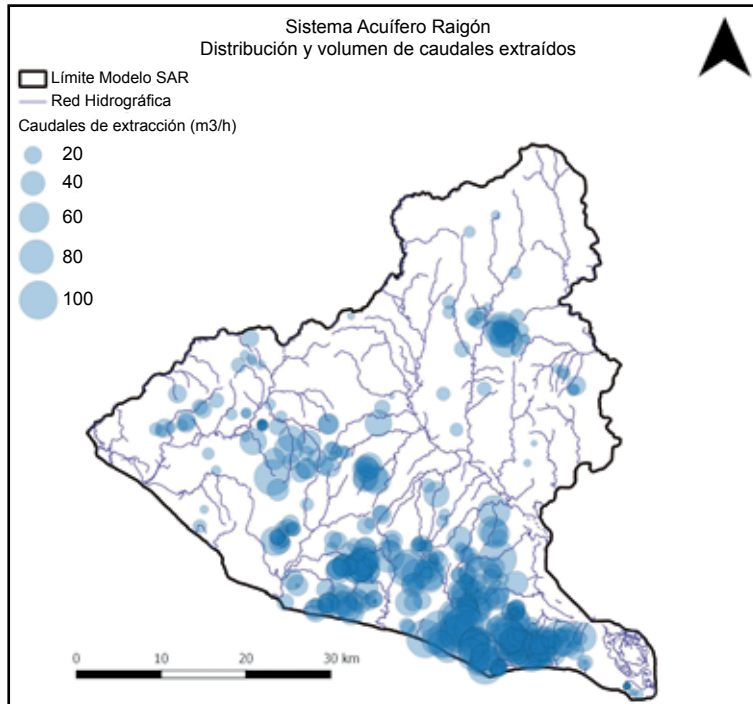 Sistema Acuífero Raigón
Distribución y volumen de caudales extraídos
Límite Modelo SAR
Red Hidrográfica
Caudales de extracción (m3/h)
20
40
60
80
100
0 10 20 30 km